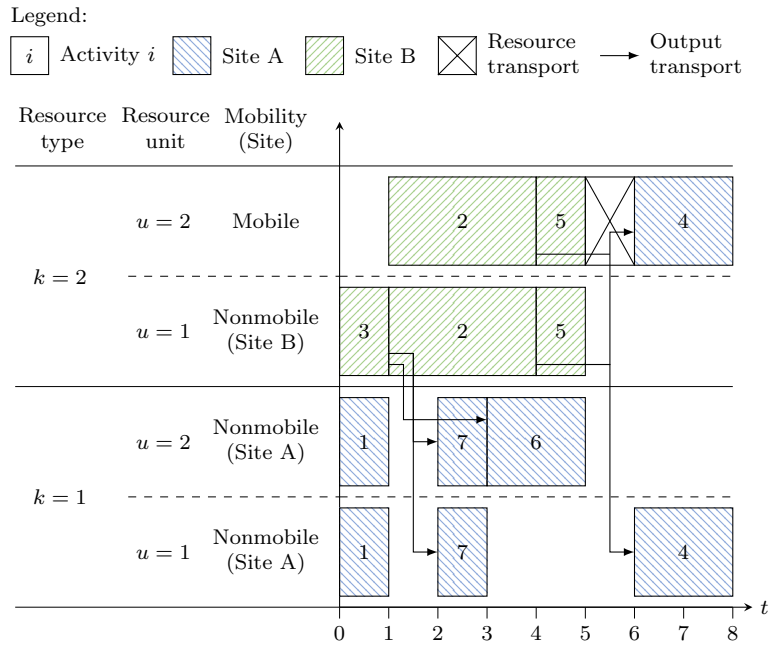 Legend:
i Activity i Site A Site B Resource transport Output transport
Resource type Resource unit Mobility (Site)
u = 2 Mobile 2 5 4
k = 2
u = 1 Nonmobile (Site B) 3 2 5
u = 2 Nonmobile (Site A) 1 7 6
k = 1
u = 1 Nonmobile (Site A) 1 7 4
t
0 1 2 3 4 5 6 7 8